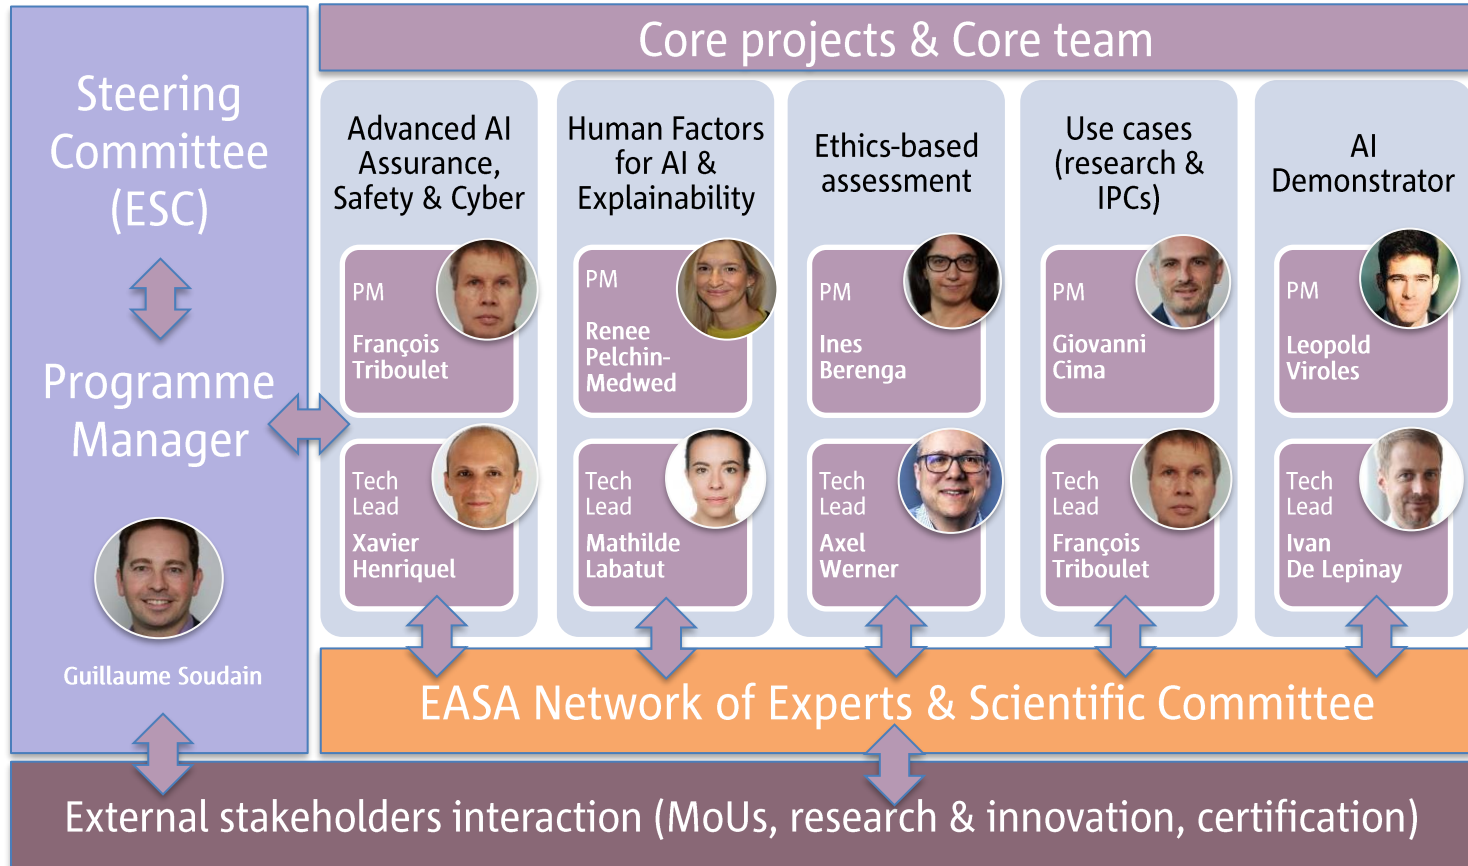 Steering
Committee
(ESC)
Programme
Manager
Guillaume Soudain
Core projects & Core team
Advanced AI
Assurance,
Safety & Cyber
PM
François
Triboulet
Tech
Lead
Xavier
Henriquel
Human Factors
for AI &
Explainability
PM
Renee
Pelchin-
Medwed
Tech
Lead
Mathilde
Labatut
Ethics-based
assessment
PM
Ines
Berenga
Tech
Lead
Axel
Werner
Use cases
(research &
IPCs)
PM
Giovanni
Cima
Tech
Lead
François
Triboulet
AI
Demonstrator
PM
Leopold
Viroles
Tech
Lead
Ivan
De Lepinay
EASA Network of Experts & Scientific Committee
External stakeholders interaction (MoUs, research & innovation, certification)